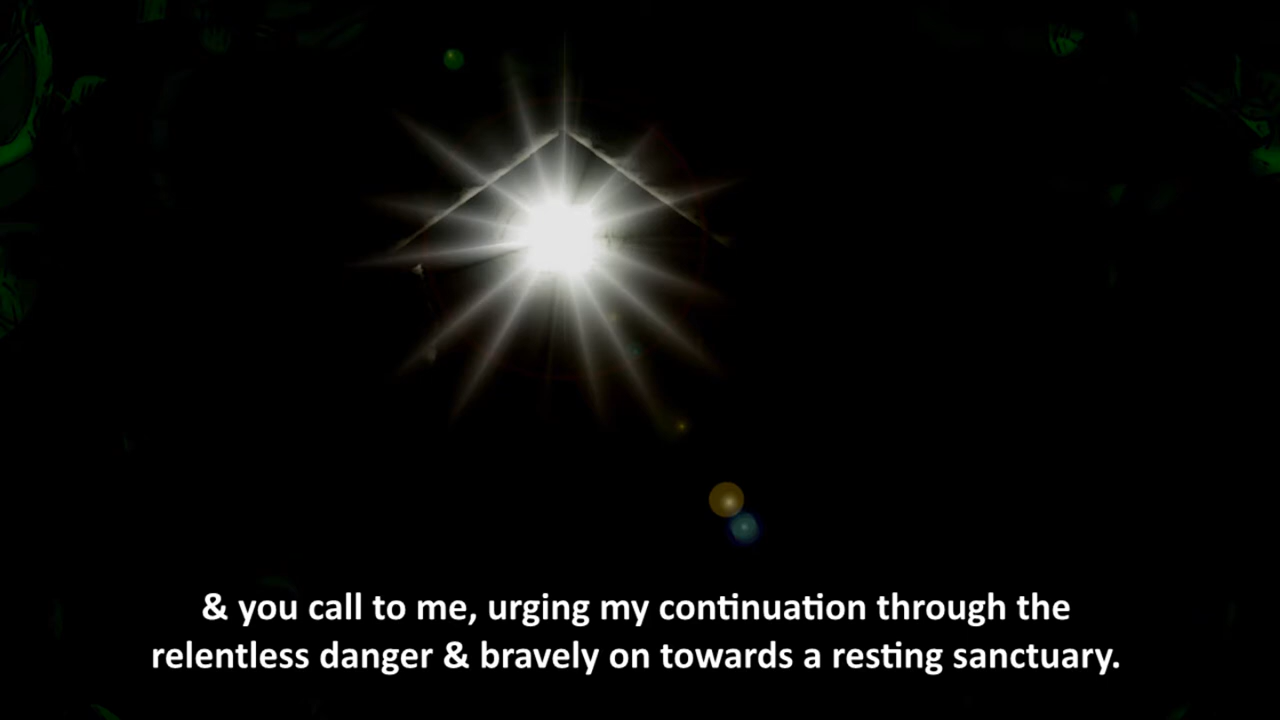 & you call to me, urging my continuation through the
relentless danger & bravely on towards a resting sanctuary.